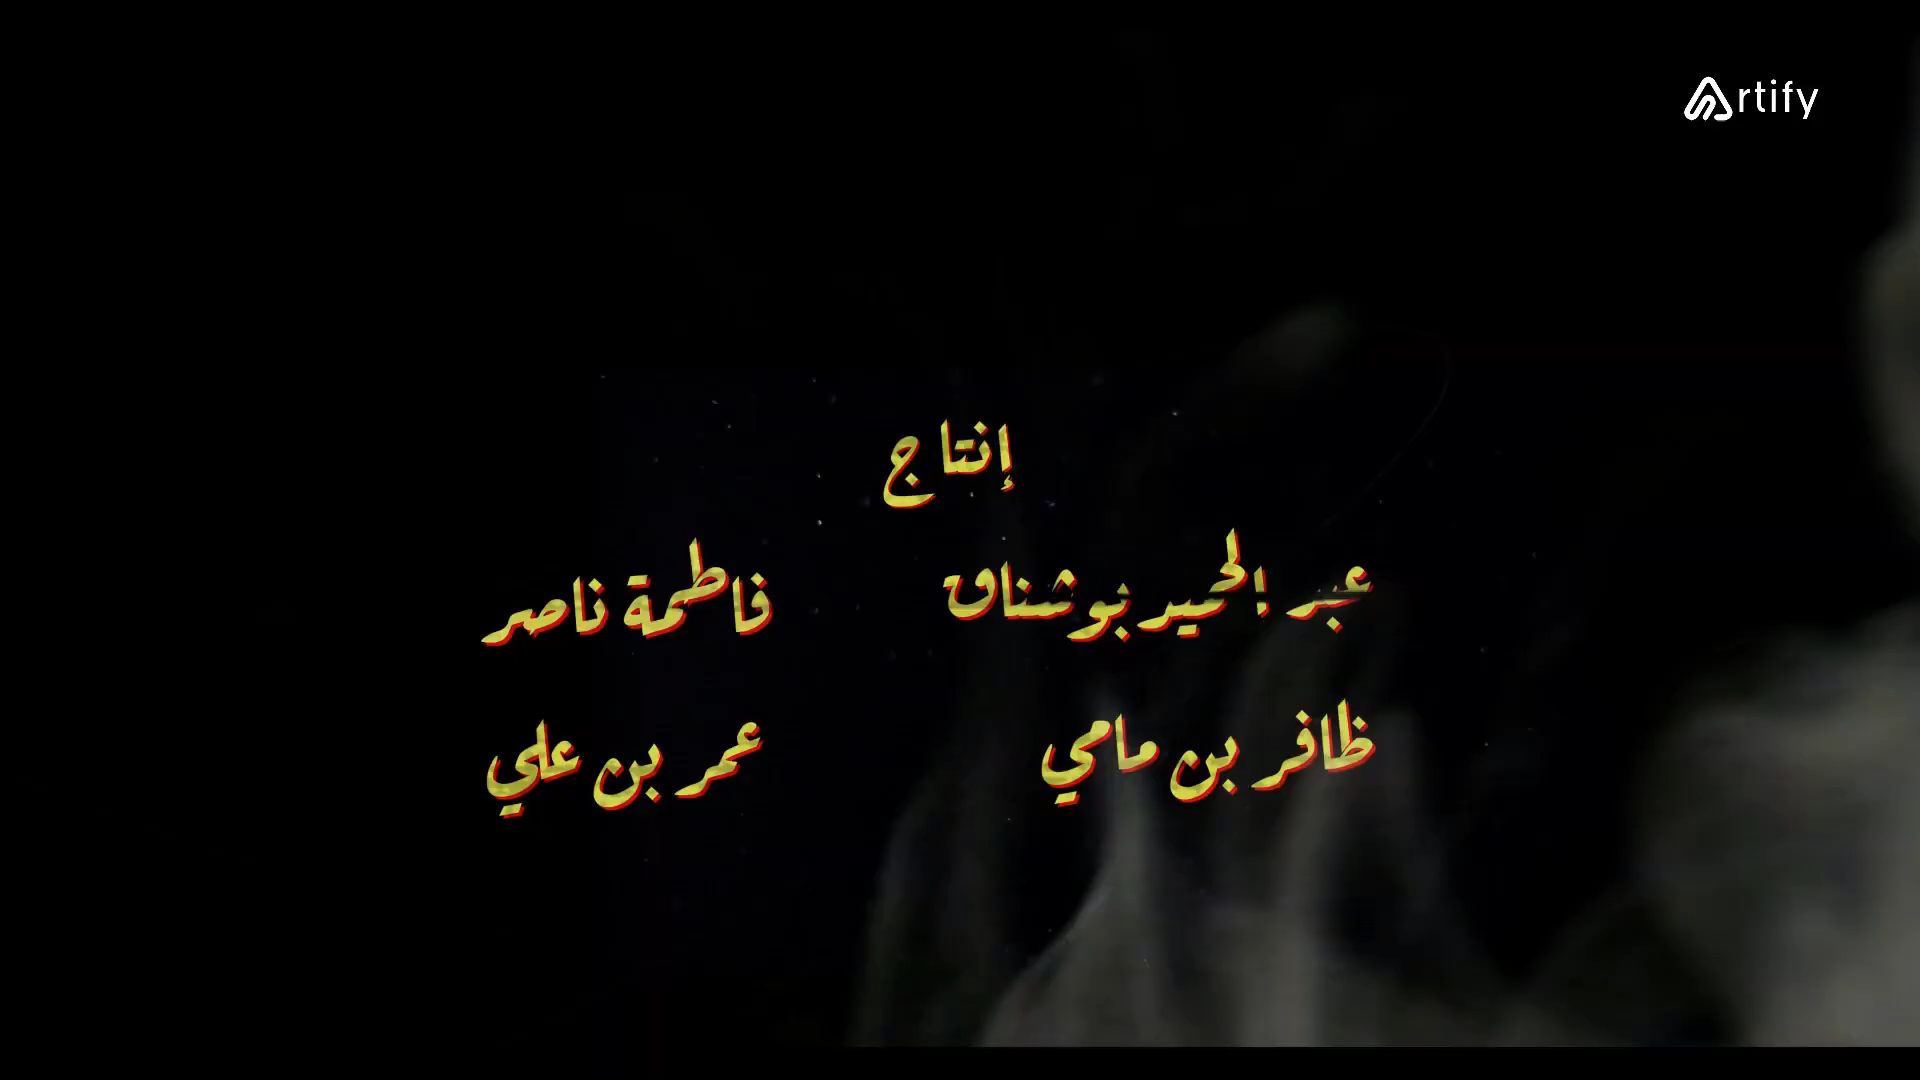 Artify
إنتاج
عبد الحميد بوشناق فاطمة ناصر
ظافر بن مامي عمر بن علي